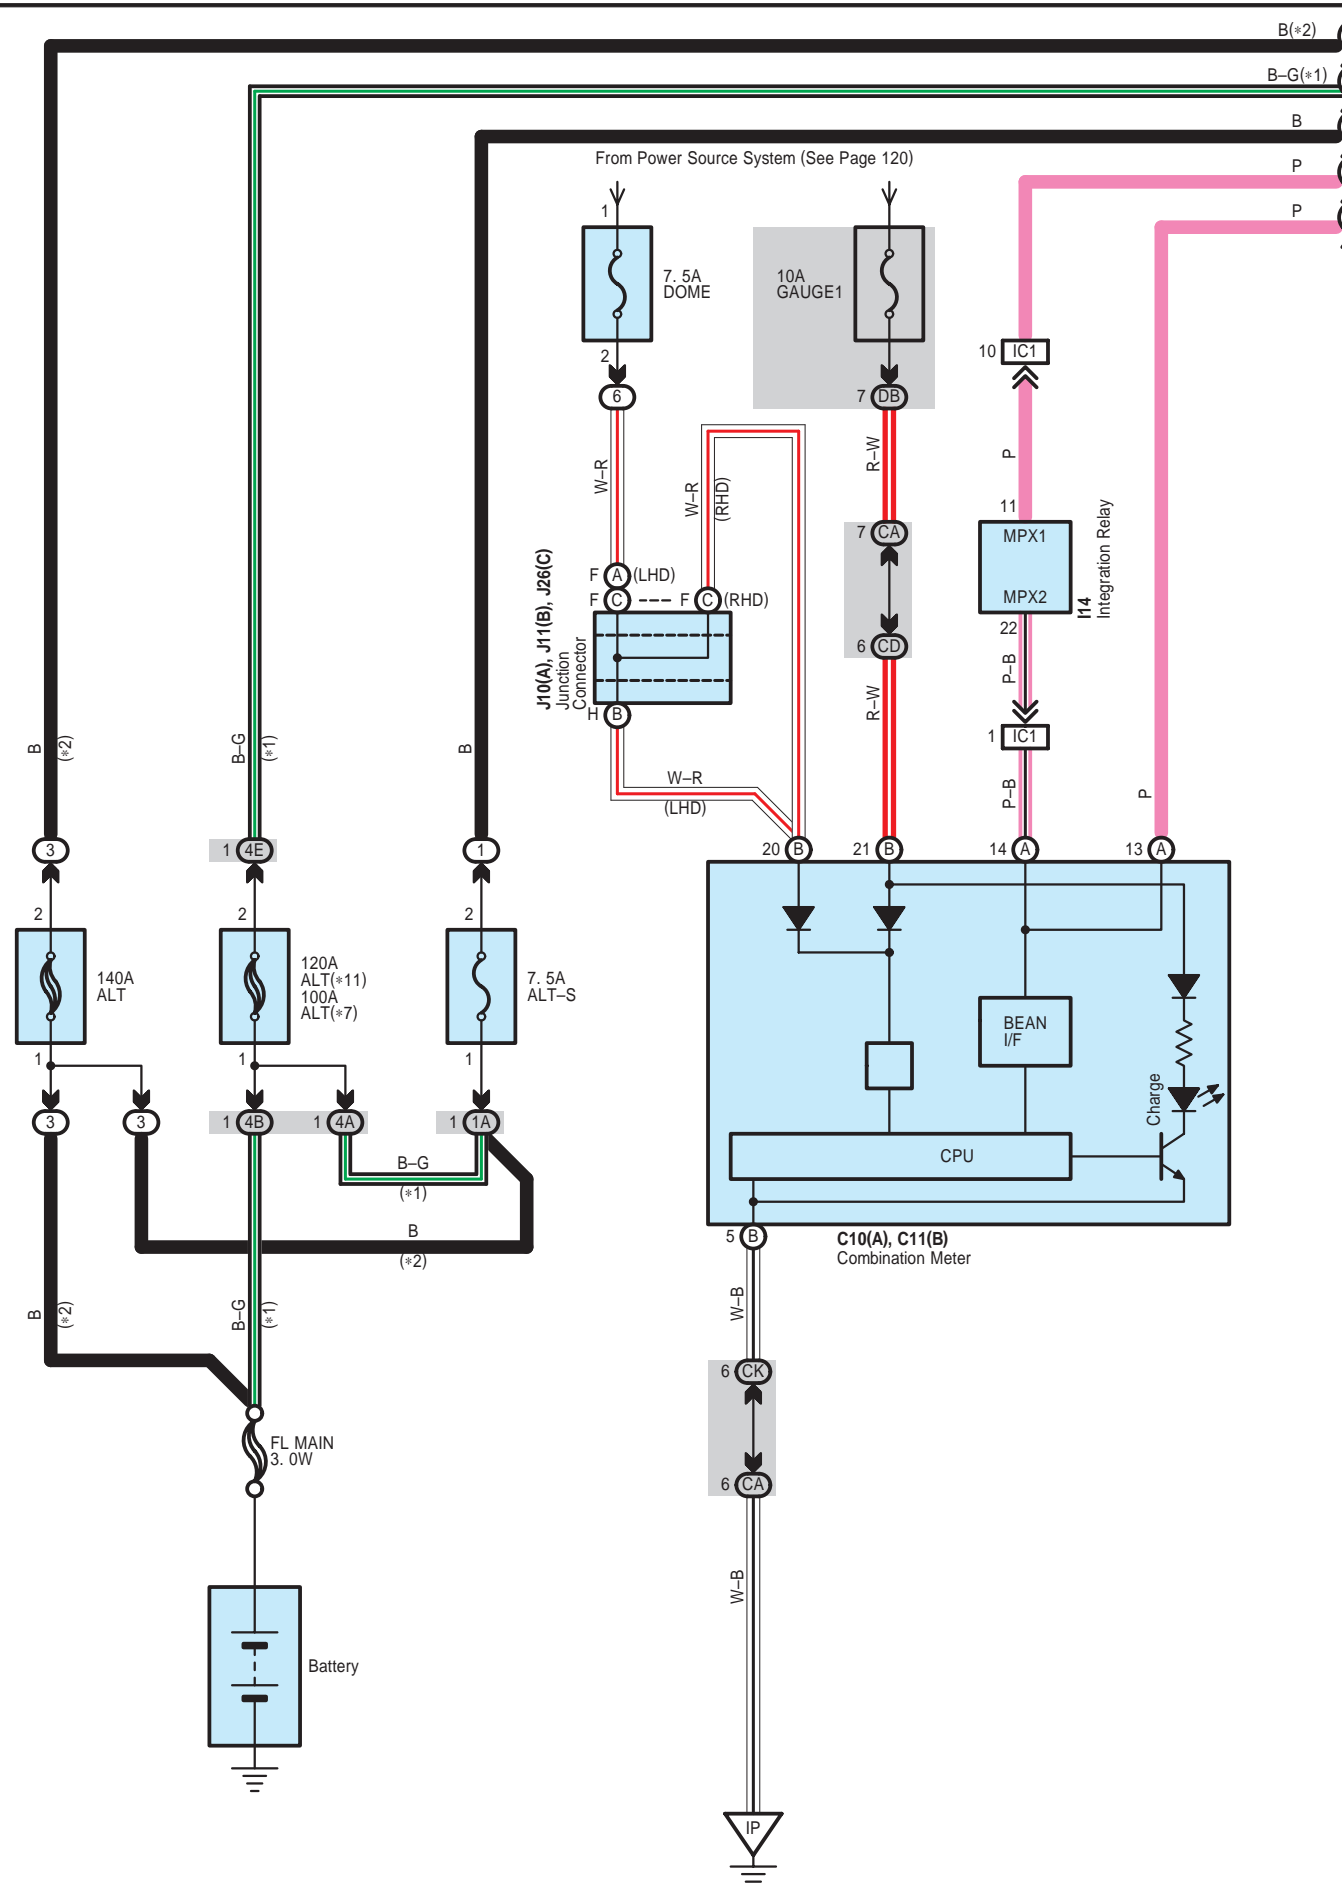 B(*2)
B–G(*1)
B
P
P
From Power Source System (See Page 120)
1
7. 5A
DOME
2
6
10A
GAUGE1
7 DB
10 IC1
W–R
W–R
(RHD)
R–W
P
11
MPX1
MPX2
22
I14
Integration Relay
7 CA
6 CD
F A (LHD)
F C F C (RHD)
J10(A), J11(B), J26(C)
Junction
Connector
H B
R–W
P–B
1 IC1
P–B
P
B
(*2)
B–G
(*1)
B
W–R
(LHD)
3
1 4E
1
20 B
21 B
14 A
13 A
2
2
2
140A
ALT
120A
ALT(*11)
100A
ALT(*7)
7. 5A
ALT–S
1
1
1
BEAN
I/F
Charge
CPU
3
3
1 4B
1 4A
1 1A
B–G
(*1)
B
(*2)
5 B
C10(A), C11(B)
Combination Meter
B
(*2)
B–G
(*1)
W–B
6 CK
6 CA
FL MAIN
3. 0W
W–B
Battery
IP